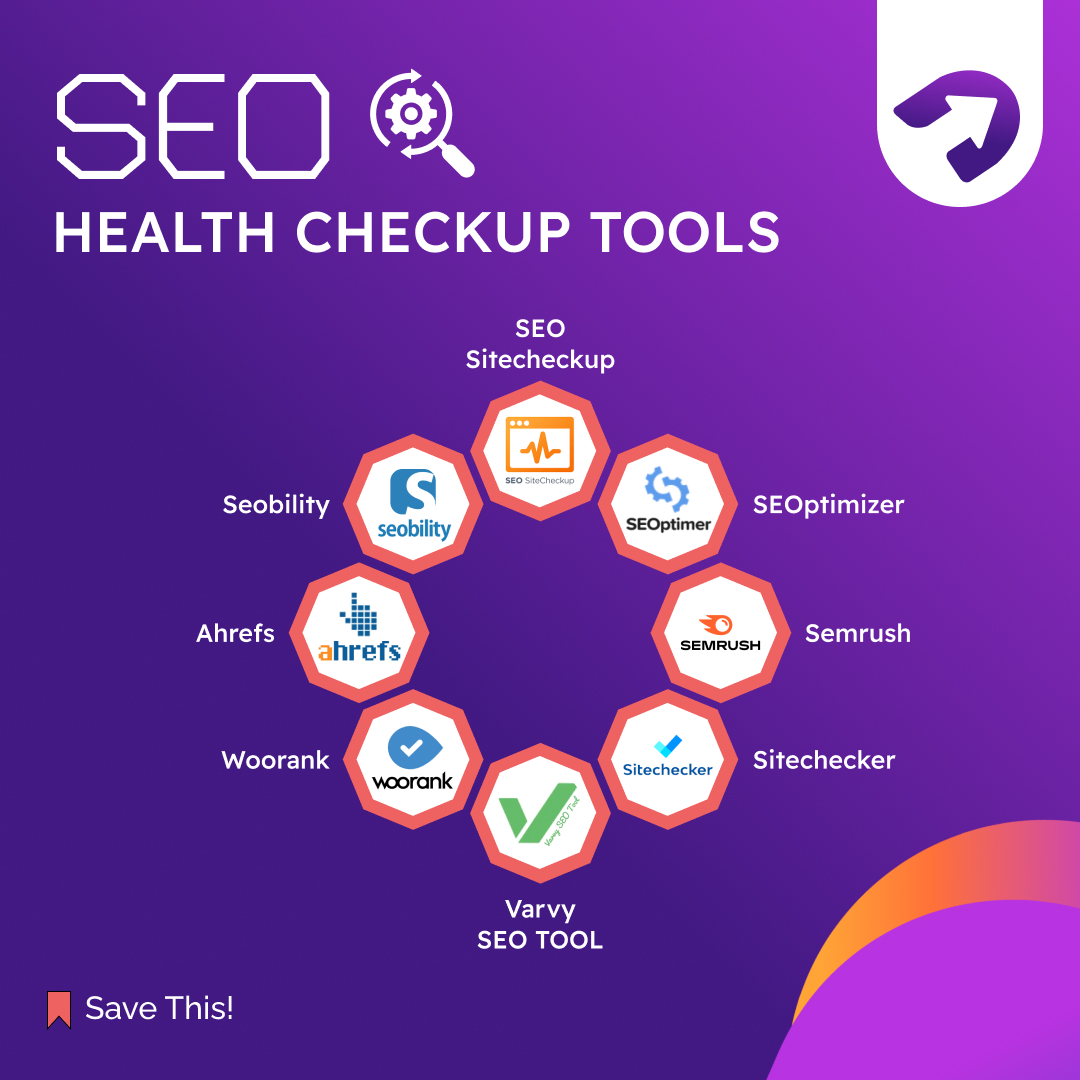 SEO
HEALTH CHECKUP TOOLS
SEO
Sitecheckup
SEO SiteCheckup
Seobility
seobility
SEOptimer
SEOptimizer
Ahrefs
ahrefs
SEMRUSH
Semrush
Woorank
woorank
Sitechecker
Sitechecker
Varvy SEO Tool
Varvy
SEO TOOL
Save This!